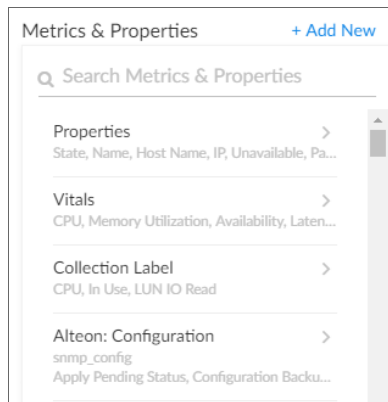 Metrics & Properties + Add New
Search Metrics & Properties
Properties
State, Name, Host Name, IP, Unavailable, Pa...
Vitals
CPU, Memory Utilization, Availability, Laten...
Collection Label
CPU, In Use, LUN IO Read
Alteon: Configuration
snmp_config
Apply Pending Status, Configuration Backu...